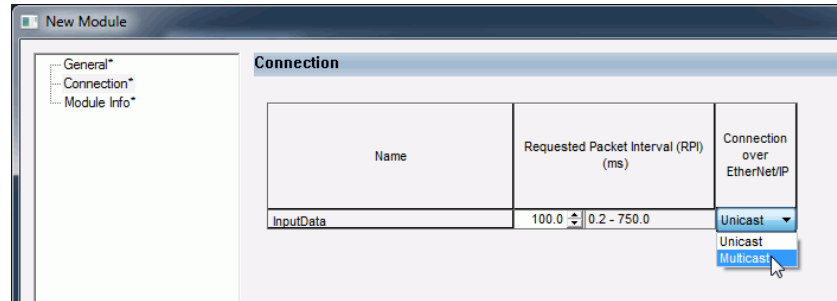 New Module
General*
Connection*
Module Info*
Connection
Name
Requested Packet Interval (RPI)
(ms)
Connection
over
EtherNet/IP
InputData
100.0
0.2 - 750.0
Unicast
Unicast
Multicast